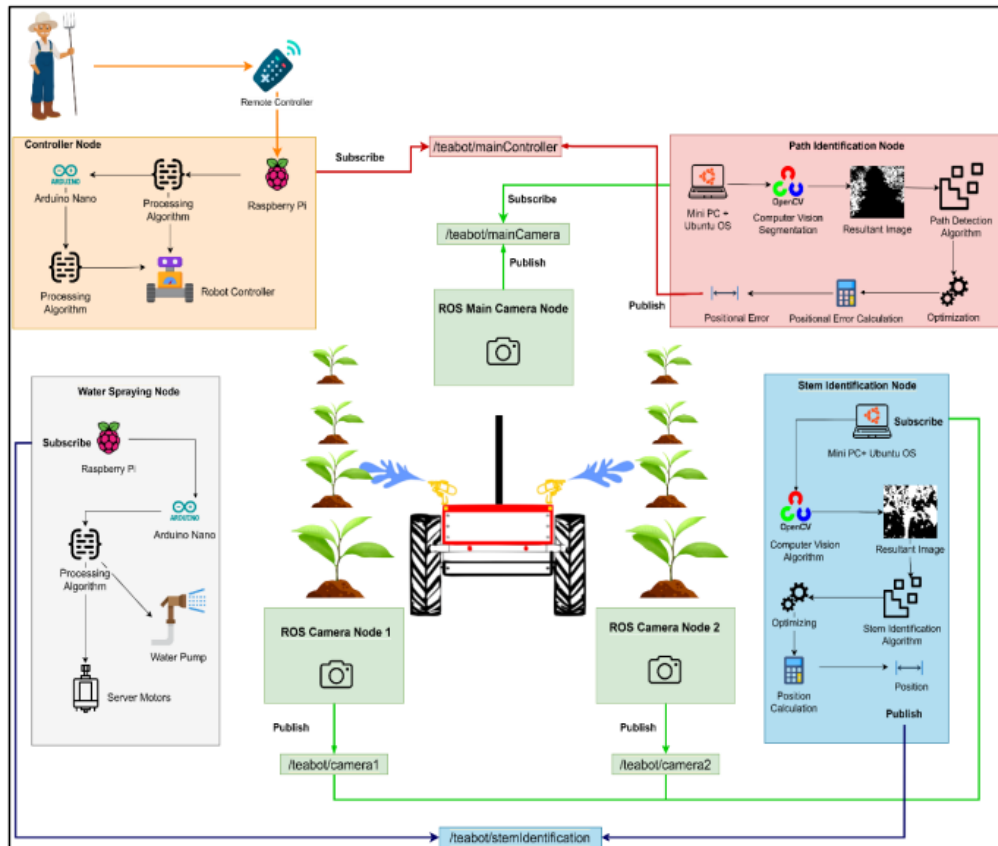 Remote Controller
Controller Node
ARDUINO
Arduino Nano
Processing
Algorithm
Raspberry Pi
Processing
Algorithm
Robot Controller
Subscribe
/teabot/mainController
Subscribe
/teabot/mainCamera
Publish
ROS Main Camera Node
Path Identification Node
Mini PC +
Ubuntu OS
OpenCV
Computer Vision
Segmentation
Resultant Image
Path Detection
Algorithm
Publish
Positional Error
Positional Error Calculation
Optimization
Water Spraying Node
Subscribe
Raspberry Pi
ARDUINO
Arduino Nano
Processing
Algorithm
Water Pump
Server Motors
ROS Camera Node 1
Publish
/teabot/camera1
ROS Camera Node 2
Publish
/teabot/camera2
Stem Identification Node
Subscribe
Mini PC+ Ubuntu OS
OpenCV
Computer Vision
Algorithm
Resultant Image
Optimizing
Stem Identification
Algorithm
Position
Calculation
Position
Publish
/teabot/stemIdentification